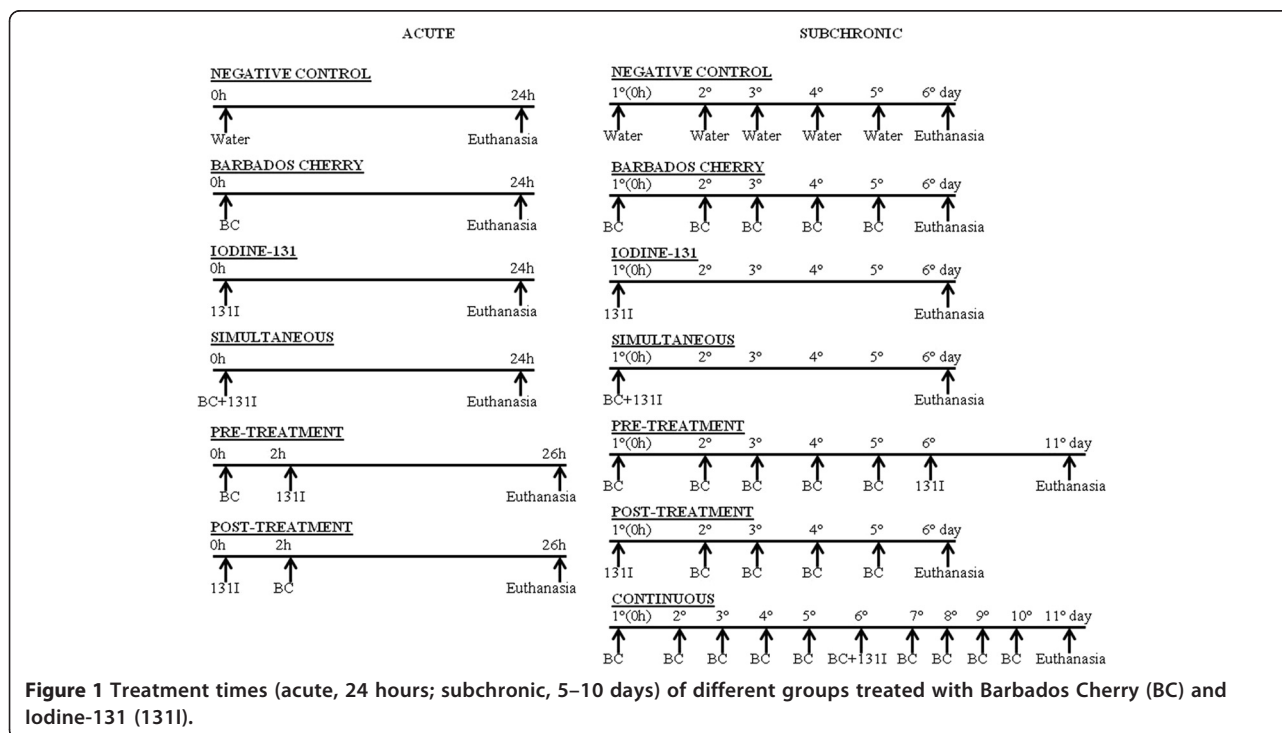 ACUTE
NEGATIVE CONTROL
0h 24h
Water Euthanasia
BARBADOS CHERRY
0h 24h
BC Euthanasia
IODINE-131
0h 24h
131I Euthanasia
SIMULTANEOUS
0h 24h
BC+131I Euthanasia
PRE-TREATMENT
0h 2h 26h
BC 131I Euthanasia
POST-TREATMENT
0h 2h 26h
131I BC Euthanasia
SUBCHRONIC
NEGATIVE CONTROL
1°(0h) 2° 3° 4° 5° 6° day
Water Water Water Water Water Euthanasia
BARBADOS CHERRY
1°(0h) 2° 3° 4° 5° 6° day
BC BC BC BC BC Euthanasia
IODINE-131
1°(0h) 2° 3° 4° 5° 6° day
131I Euthanasia
SIMULTANEOUS
1°(0h) 2° 3° 4° 5° 6° day
BC+131I Euthanasia
PRE-TREATMENT
1°(0h) 2° 3° 4° 5° 6° 11° day
BC BC BC BC BC 131I Euthanasia
POST-TREATMENT
1°(0h) 2° 3° 4° 5° 6° day
131I BC BC BC BC Euthanasia
CONTINUOUS
1°(0h) 2° 3° 4° 5° 6° 7° 8° 9° 10° 11° day
BC BC BC BC BC BC+131I BC BC BC BC Euthanasia
Figure 1 Treatment times (acute, 24 hours; subchronic, 5–10 days) of different groups treated with Barbados Cherry (BC) and
Iodine-131 (131I).